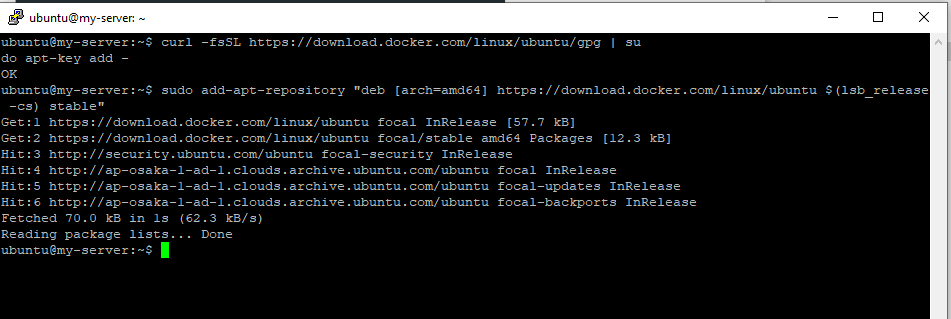 ubuntu@my-server: ~
ubuntu@my-server:~$ curl -fsSL https://download.docker.com/linux/ubuntu/gpg | su
do apt-key add -
OK
ubuntu@my-server:~$ sudo add-apt-repository "deb [arch=amd64] https://download.docker.com/linux/ubuntu $(lsb_release
 -cs) stable"
Get:1 https://download.docker.com/linux/ubuntu focal InRelease [57.7 kB]
Get:2 https://download.docker.com/linux/ubuntu focal/stable amd64 Packages [12.3 kB]
Hit:3 http://security.ubuntu.com/ubuntu focal-security InRelease
Hit:4 http://ap-osaka-1-ad-1.clouds.archive.ubuntu.com/ubuntu focal InRelease
Hit:5 http://ap-osaka-1-ad-1.clouds.archive.ubuntu.com/ubuntu focal-updates InRelease
Hit:6 http://ap-osaka-1-ad-1.clouds.archive.ubuntu.com/ubuntu focal-backports InRelease
Fetched 70.0 kB in 1s (62.3 kB/s)
Reading package lists... Done
ubuntu@my-server:~$